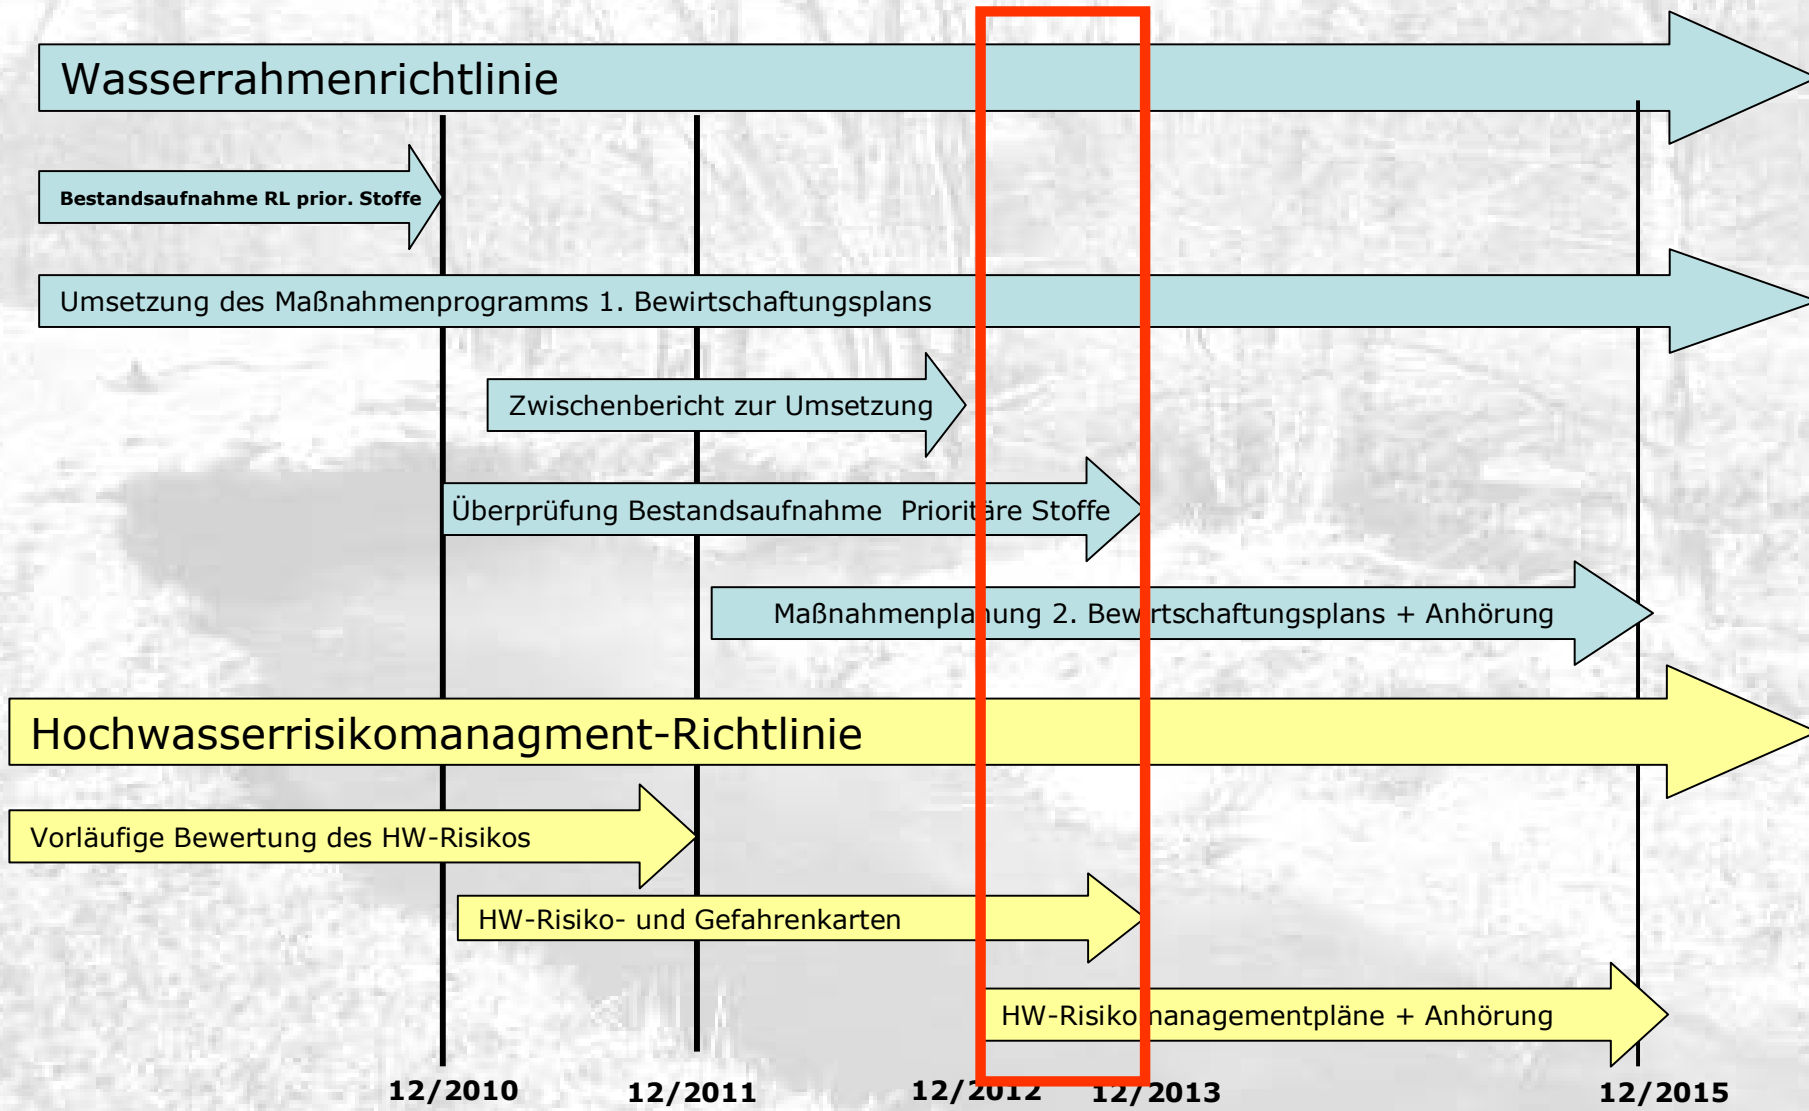 Wasserrahmenrichtlinie
Bestandsaufnahme RL prior. Stoffe
Umsetzung des Maßnahmenprogramms 1. Bewirtschaftungsplans
Zwischenbericht zur Umsetzung
Überprüfung Bestandsaufnahme Prioritäre Stoffe
Maßnahmenplanung 2. Bewirtschaftungsplans + Anhörung
Hochwasserrisikomanagment-Richtlinie
Vorläufige Bewertung des HW-Risikos
HW-Risiko- und Gefahrenkarten
HW-Risikomanagementpläne + Anhörung
12/2010 12/2011 12/2012 12/2013 12/2015